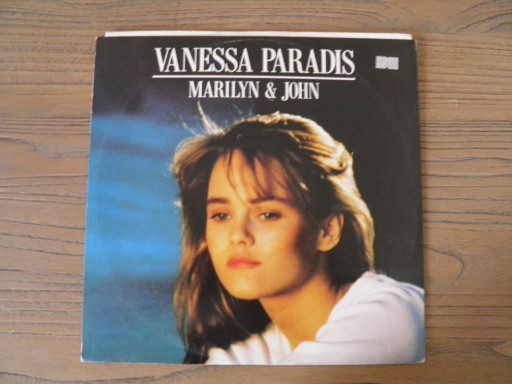 VANESSA PARADIS
MARILYN & JOHN